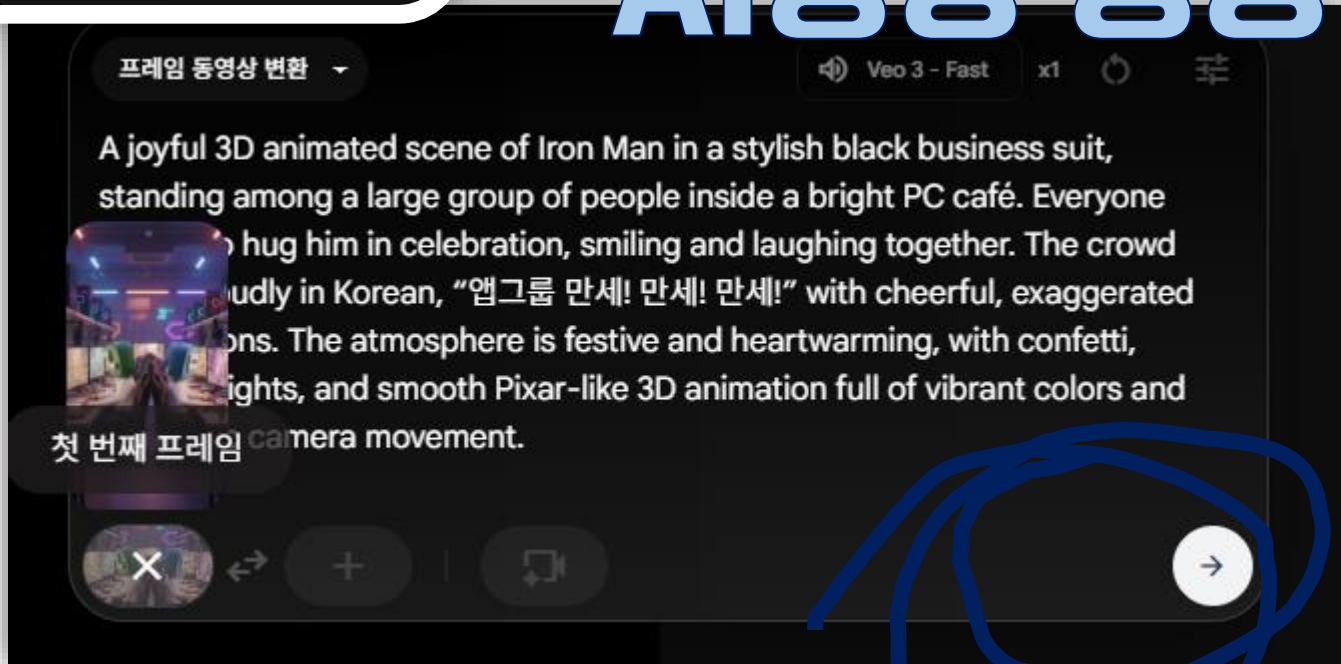 프레임 동영상 변환
Veo 3 - Fast x1
A joyful 3D animated scene of Iron Man in a stylish black business suit,
standing among a large group of people inside a bright PC café. Everyone
hug him in celebration, smiling and laughing together. The crowd
in Korean, “앱그룹 만세! 만세! 만세!” with cheerful, exaggerated
The atmosphere is festive and heartwarming, with confetti,
and smooth Pixar-like 3D animation full of vibrant colors and
camera movement.
첫 번째 프레임